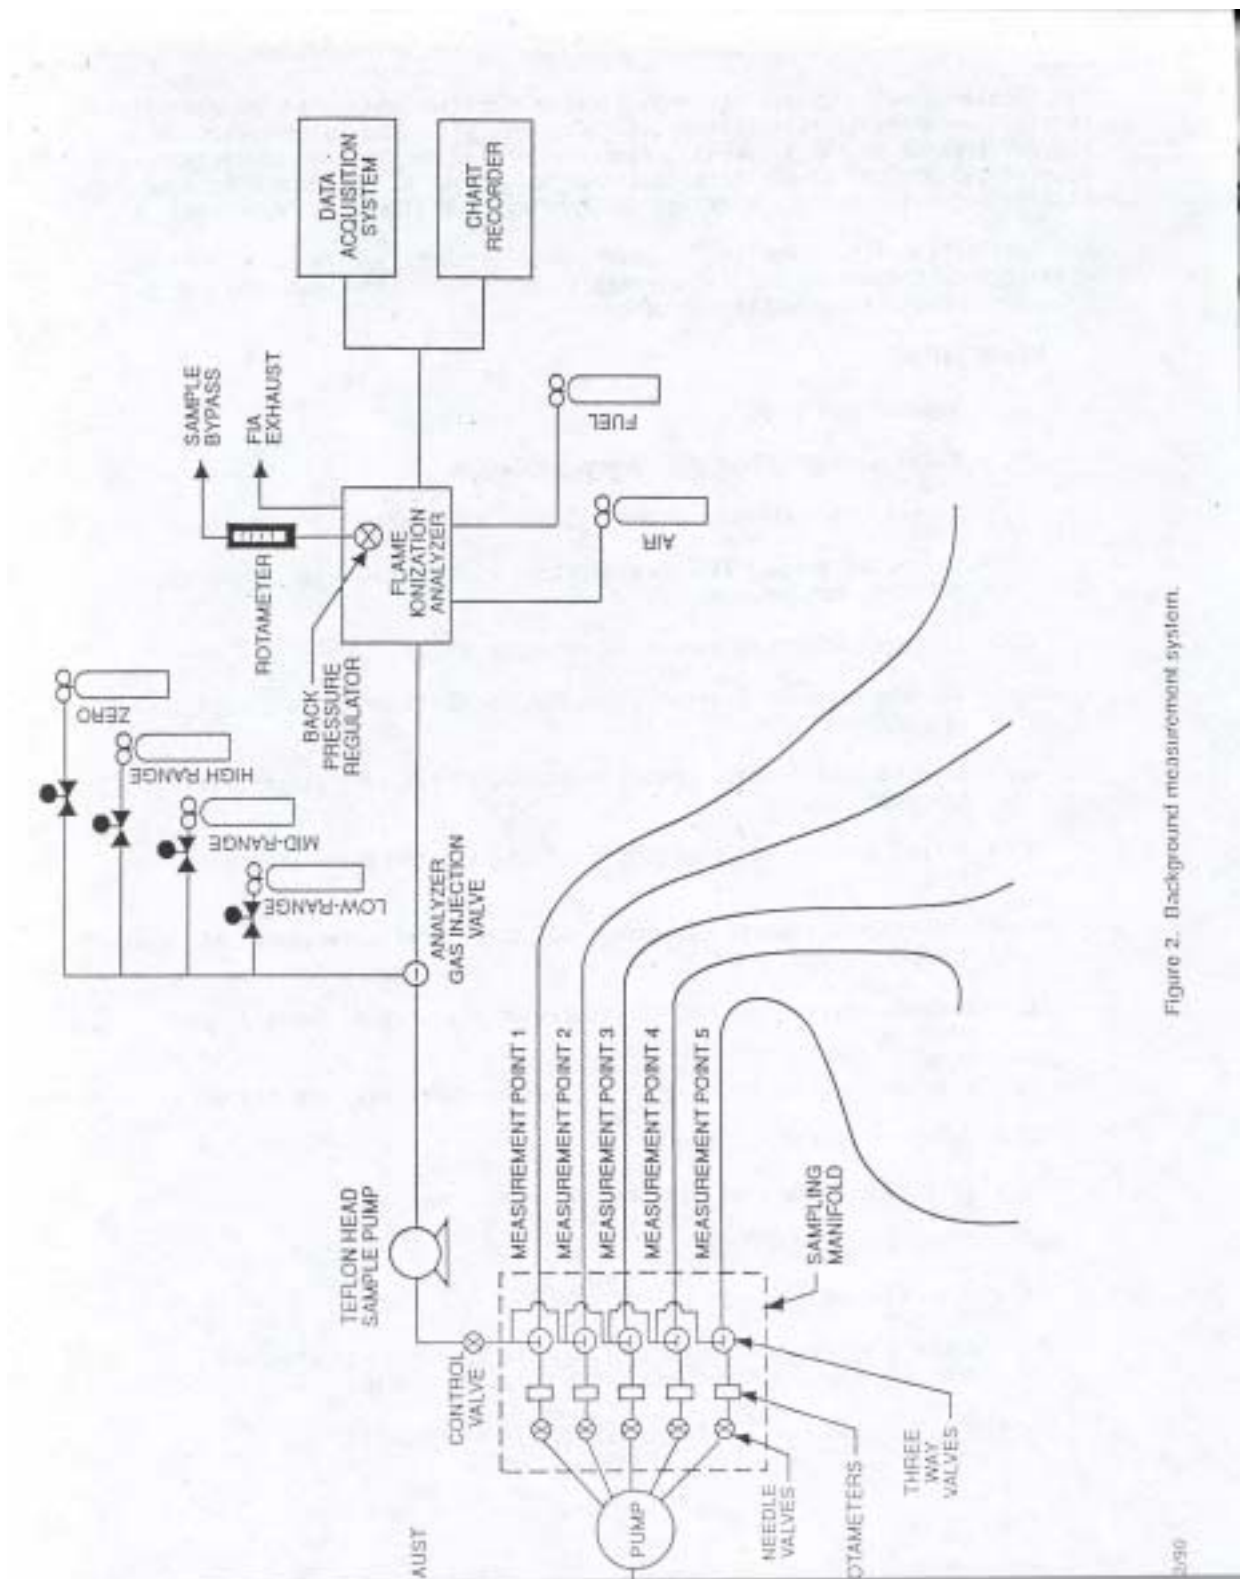 DATA
ACQUISITION
SYSTEM
CHART
RECORDER
SAMPLE
BYPASS
FIA
EXHAUST
ROTAMETER
FLAME
IONIZATION
ANALYZER
BACK
PRESSURE
REGULATOR
FUEL
AIR
ZERO
HIGH RANGE
MID-RANGE
LOW-RANGE
ANALYZER
GAS INJECTION
VALVE
TEFLON HEAD
SAMPLE PUMP
CONTROL
VALVE
MEASUREMENT POINT 1
MEASUREMENT POINT 2
MEASUREMENT POINT 3
MEASUREMENT POINT 4
MEASUREMENT POINT 5
SAMPLING
MANIFOLD
PUMP
AUST
NEEDLE
VALVES
OTAMETERS
THREE
WAY
VALVES
Figure 2. Background measurement system.